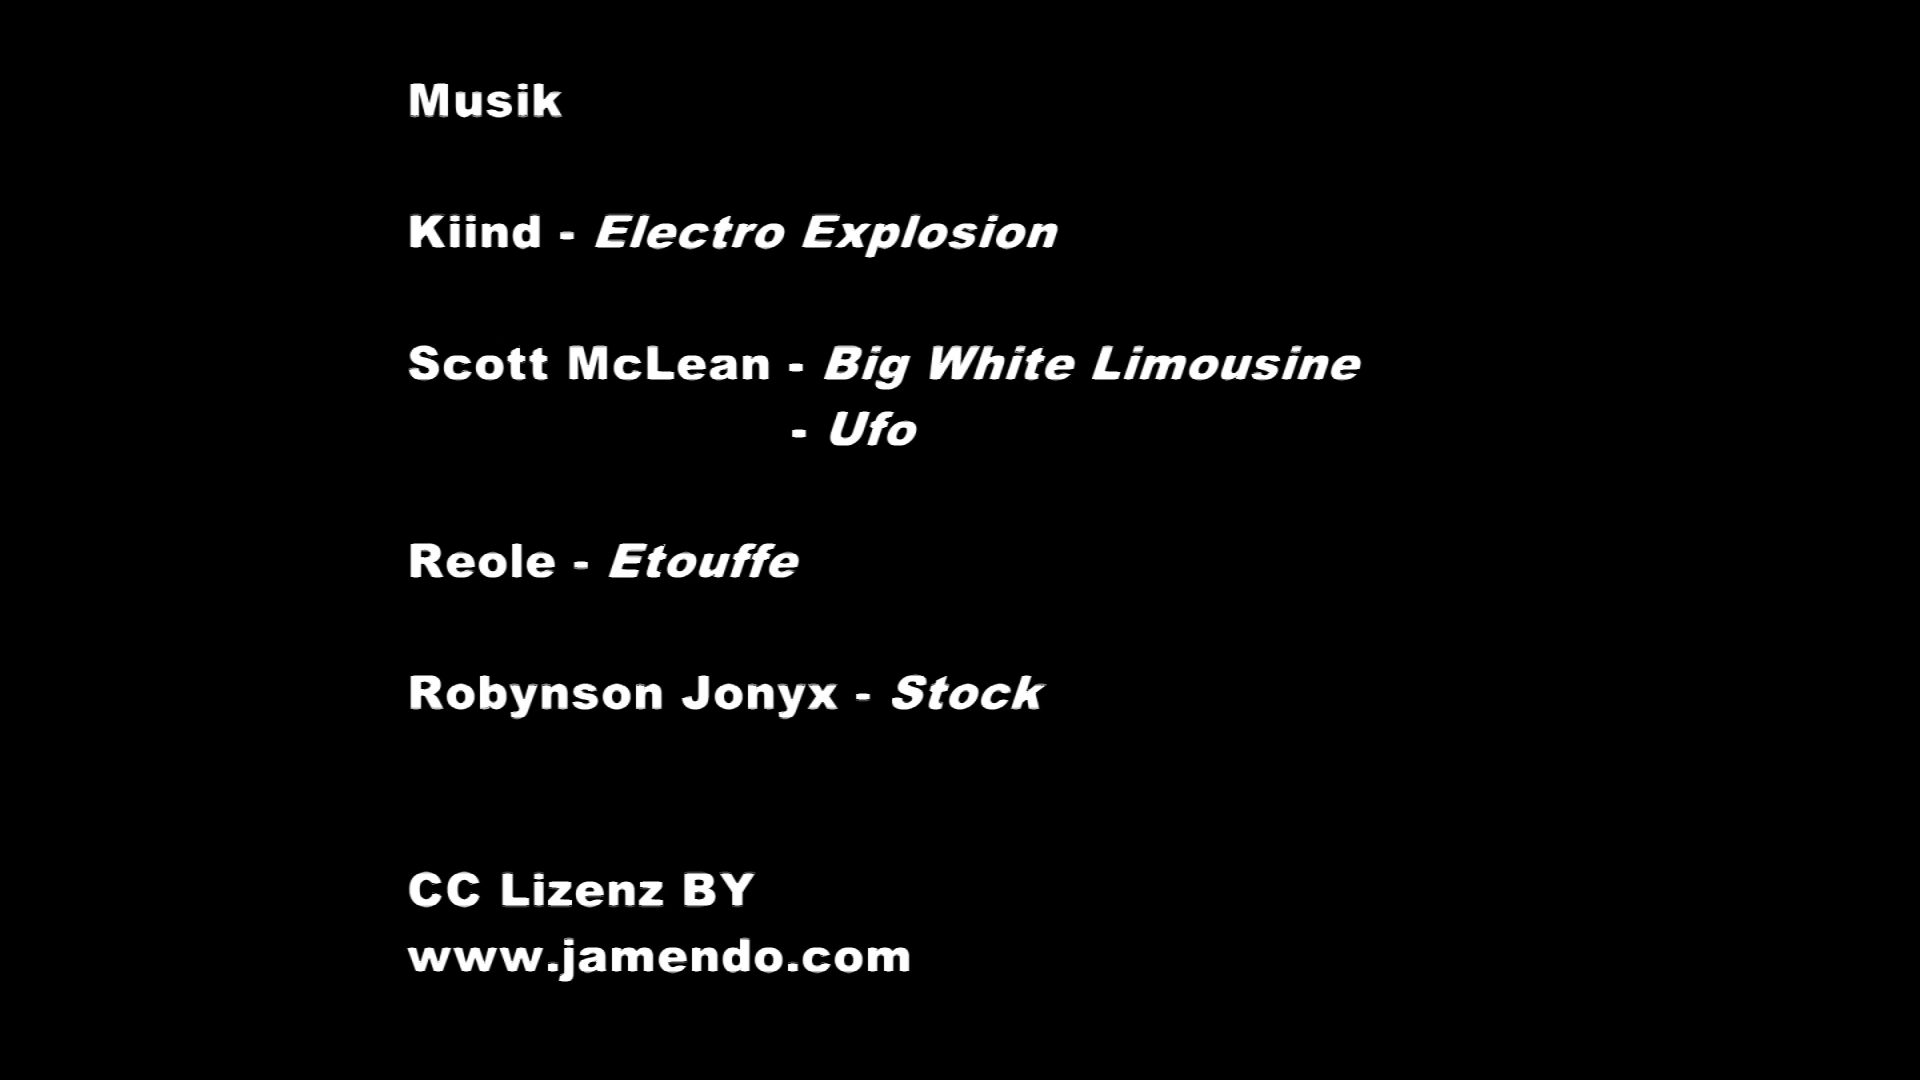 Musik
Kiind - Electro Explosion
Scott McLean - Big White Limousine
- Ufo
Reole - Etouffe
Robynson Jonyx - Stock
CC Lizenz BY
www.jamendo.com